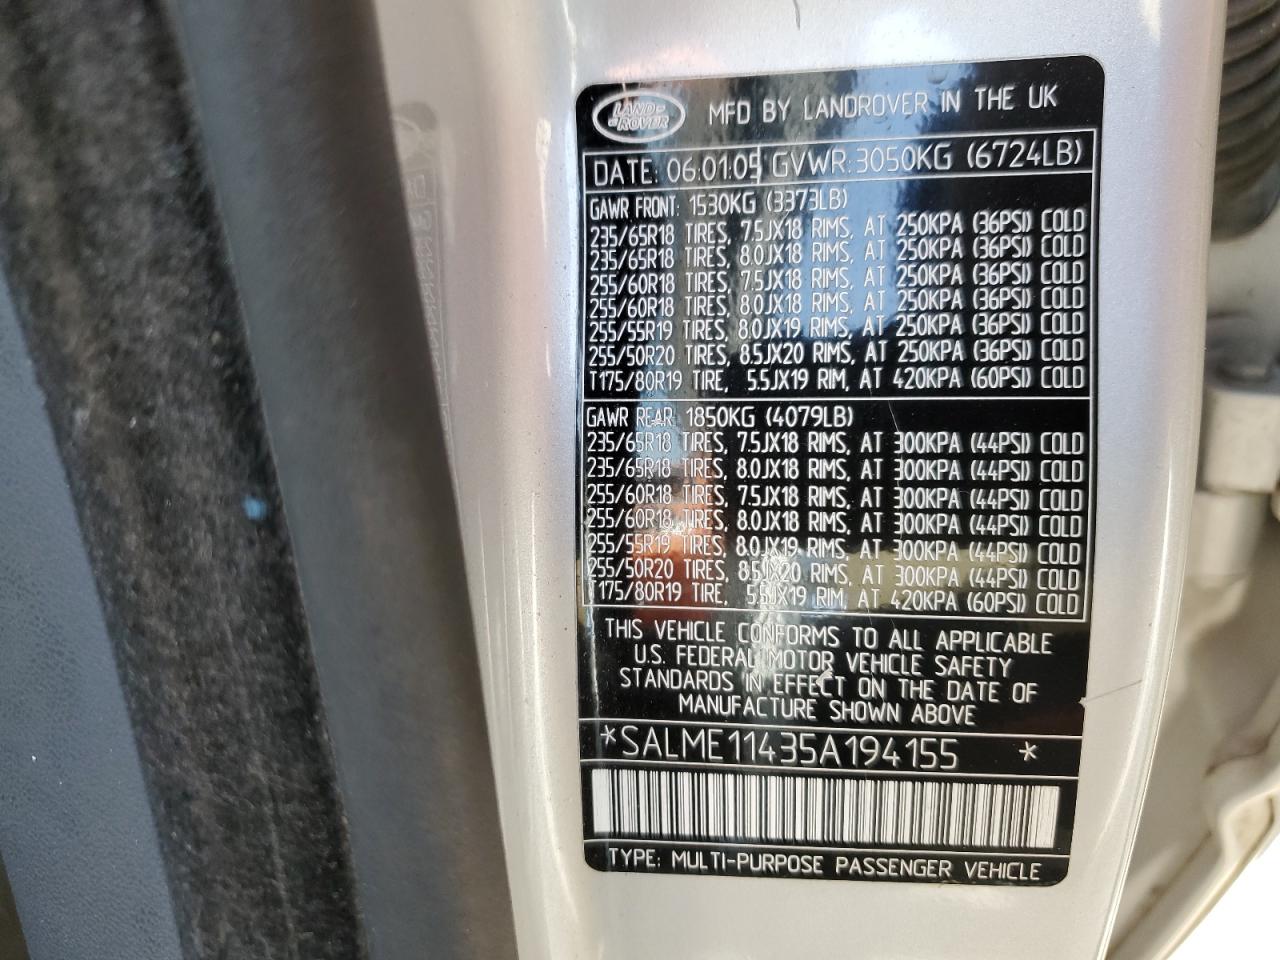 LAND-
-ROVER
MFD BY LANDROVER IN THE UK
DATE: 06:01:05 GVWR: 3050KG (6724LB)
GAWR FRONT: 1530KG (3373LB)
235/65R18 TIRES, 7.5JX18 RIMS, AT 250KPA (36PSI) COLD
235/65R18 TIRES, 8.0JX18 RIMS, AT 250KPA (36PSI) COLD
255/60R18 TIRES, 7.5JX18 RIMS, AT 250KPA (36PSI) COLD
255/60R18 TIRES, 8.0JX18 RIMS, AT 250KPA (36PSI) COLD
255/55R19 TIRES, 8.0JX19 RIMS, AT 250KPA (36PSI) COLD
255/50R20 TIRES, 8.5JX20 RIMS, AT 250KPA (36PSI) COLD
T175/80R19 TIRE, 5.5JX19 RIM, AT 420KPA (60PSI) COLD
GAWR REAR: 1850KG (4079LB)
235/65R18 TIRES, 7.5JX18 RIMS, AT 300KPA (44PSI) COLD
235/65R18 TIRES, 8.0JX18 RIMS, AT 300KPA (44PSI) COLD
255/60R18 TIRES, 7.5JX18 RIMS, AT 300KPA (44PSI) COLD
255/60R18 TIRES, 8.0JX18 RIMS, AT 300KPA (44PSI) COLD
255/55R19 TIRES, 8.0JX19 RIMS, AT 300KPA (44PSI) COLD
255/50R20 TIRES, 8.5JX20 RIMS, AT 300KPA (44PSI) COLD
T175/80R19 TIRE, 5.5JX19 RIM, AT 420KPA (60PSI) COLD
THIS VEHICLE CONFORMS TO ALL APPLICABLE
U.S. FEDERAL MOTOR VEHICLE SAFETY
STANDARDS IN EFFECT ON THE DATE OF
MANUFACTURE SHOWN ABOVE
*SALME11435A194155 *
TYPE: MULTI-PURPOSE PASSENGER VEHICLE